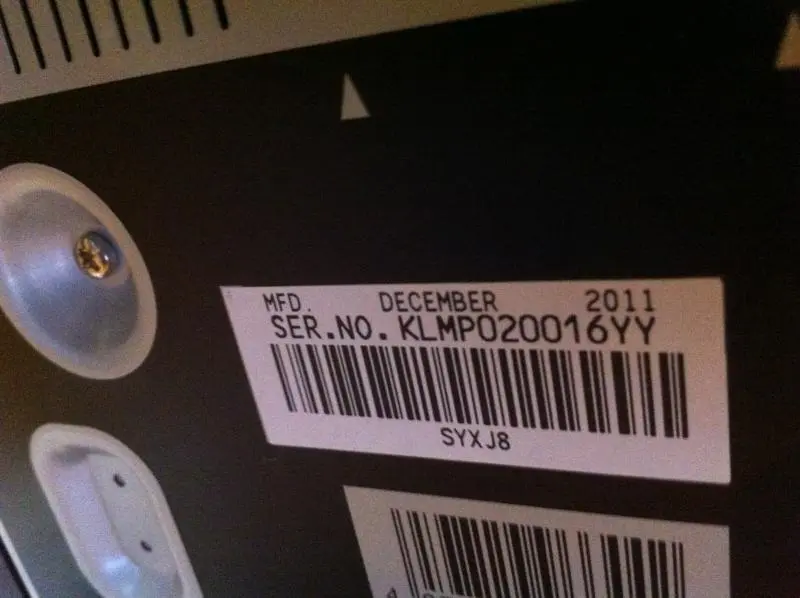 MFD. DECEMBER 2011
SER.NO. KLMP020016YY
SYXJ8